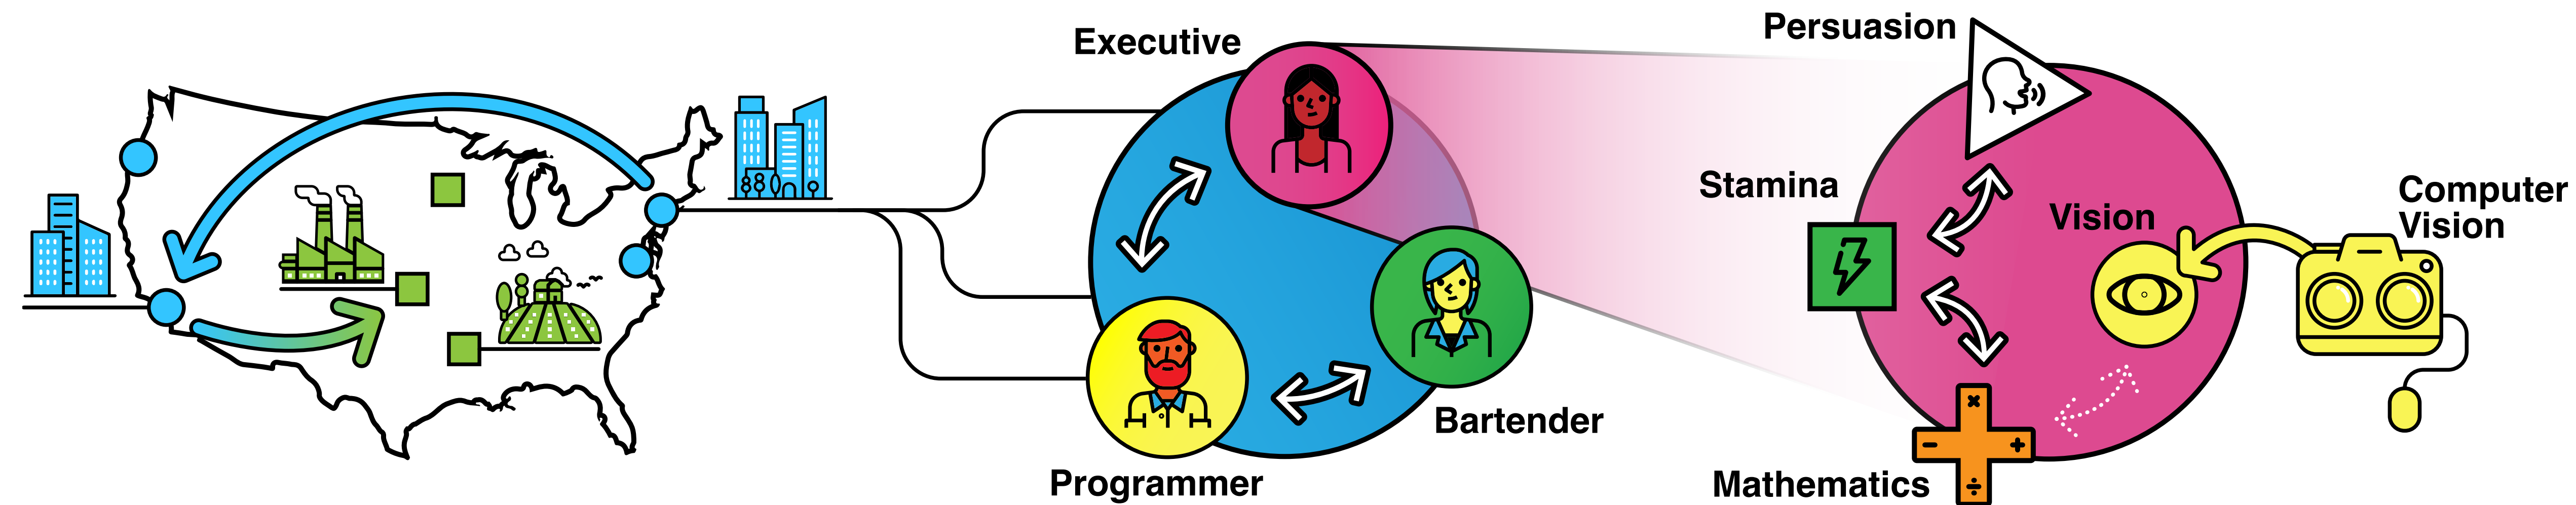 Executive
Programmer
Bartender
Persuasion
Stamina
Vision
Mathematics
Computer
Vision